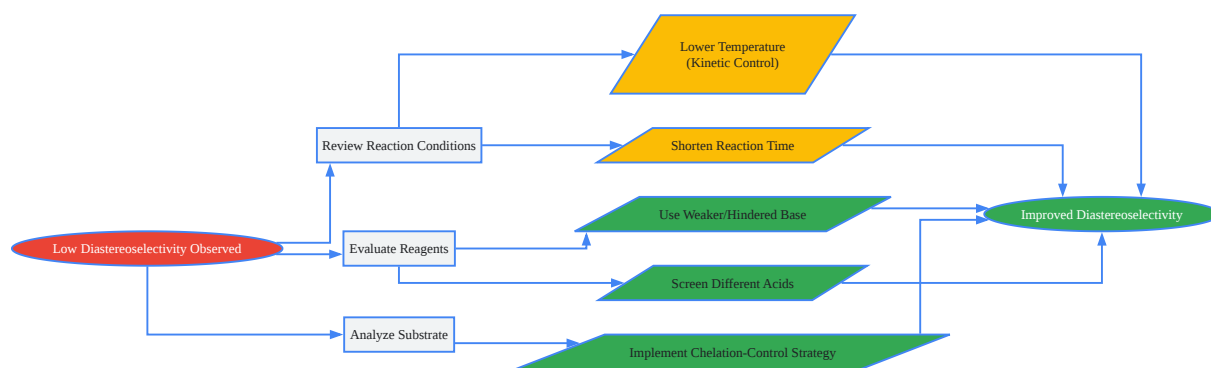 Lower Temperature
(Kinetic Control)
Review Reaction Conditions
Shorten Reaction Time
Use Weaker/Hindered Base
Improved Diastereoselectivity
Low Diastereoselectivity Observed
Evaluate Reagents
Screen Different Acids
Analyze Substrate
Implement Chelation-Control Strategy